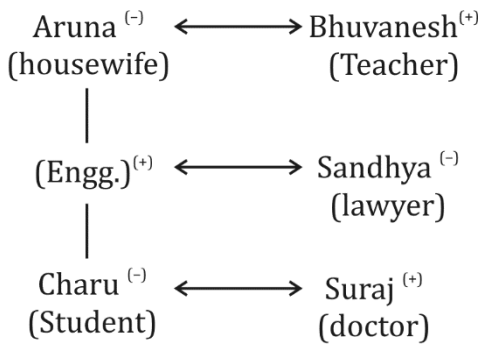 Aruna (–) Bhuvanesh (+)
(housewife) (Teacher)
(Engg.) (+) Sandhya (–)
(lawyer)
Charu (–) Suraj (+)
(Student) (doctor)